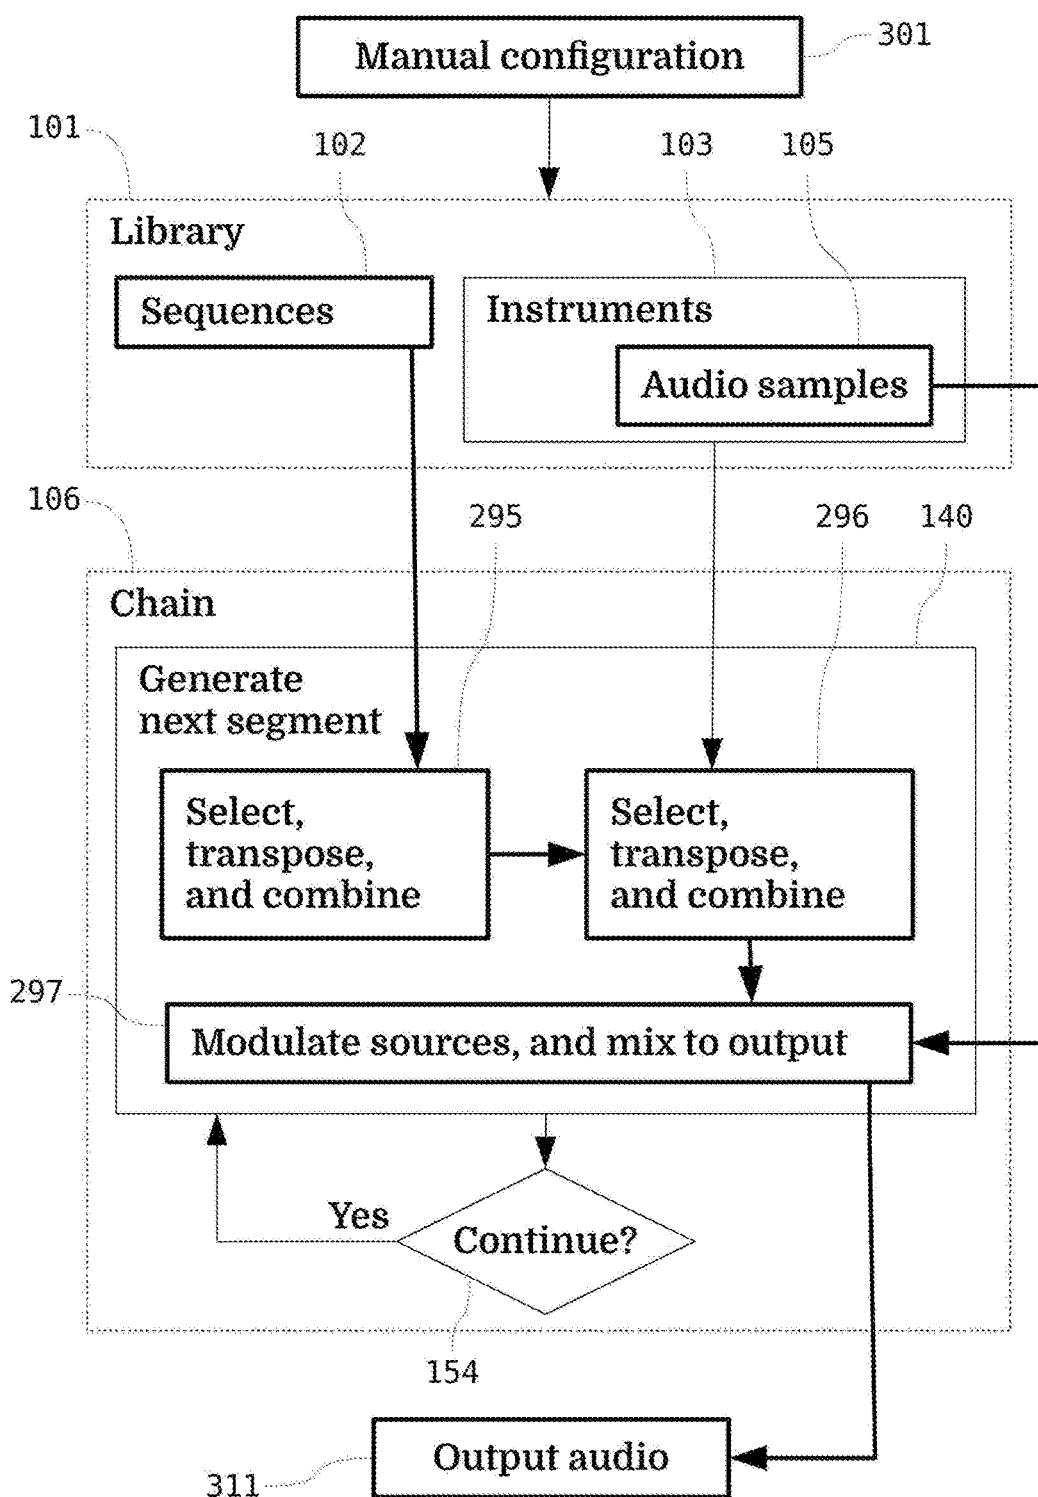 Manual configuration
301
101
102
103
105
Library
Sequences
Instruments
Audio samples
106
295
296
140
Chain
Generate
next segment
Select,
transpose,
and combine
Select,
transpose,
and combine
297
Modulate sources, and mix to output
Yes
Continue?
154
Output audio
311